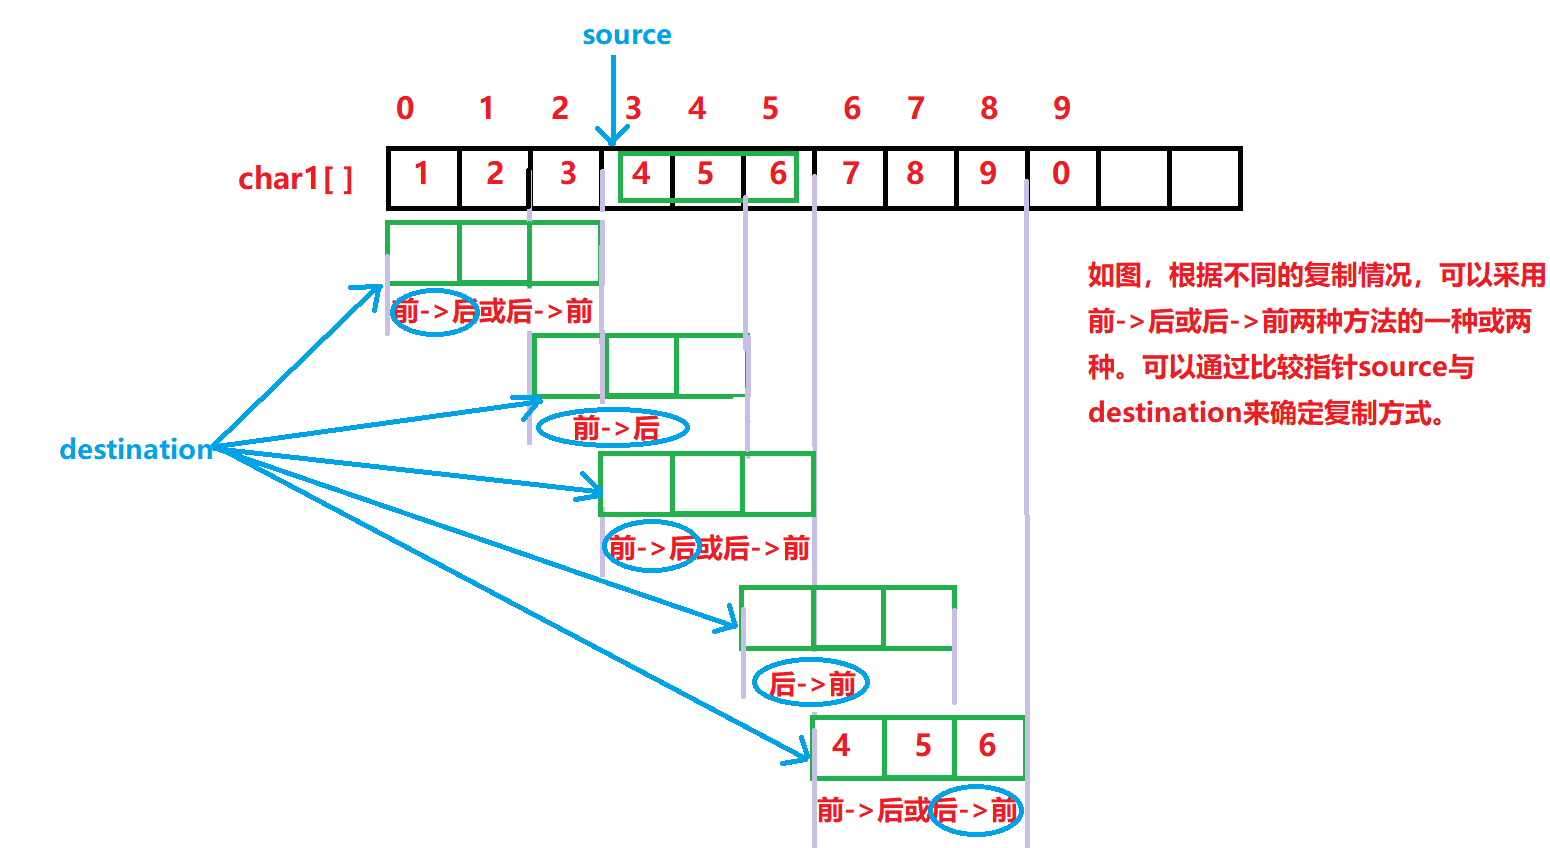 source
0 1 2 3 4 5 6 7 8 9
char1[ ] 1 2 3 4 5 6 7 8 9 0
如图，根据不同的复制情况，可以采用
前->后或后->前两种方法的一种或两
种。可以通过比较指针source与
destination来确定复制方式。
前->后或后->前
前->后
destination
前->后或后->前
后->前
4 5 6
前->后或后->前